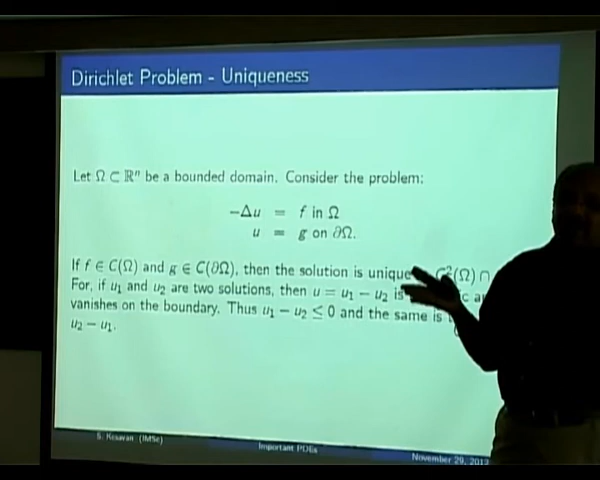 Dirichlet Problem - Uniqueness
Let Ω ⊂ ℝⁿ be a bounded domain. Consider the problem:
−Δu = f in Ω
u = g on ∂Ω.
If f ∈ C(Ω) and g ∈ C(∂Ω), then the solution is unique C²(Ω) ∩
For, if u₁ and u₂ are two solutions, then u = u₁ − u₂ is
vanishes on the boundary. Thus u₁ − u₂ ≤ 0 and the same is
u₂ − u₁.
S. Kesavan (IMSc) Important PDEs November 29, 2012